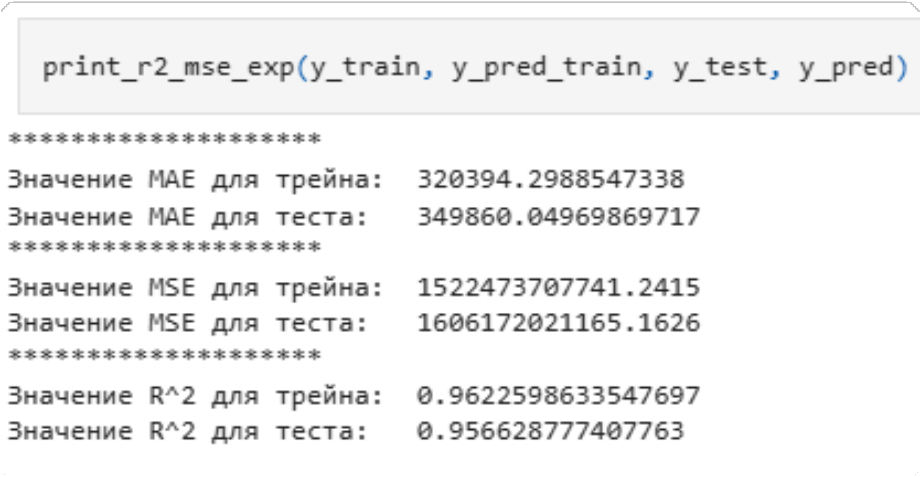 print_r2_mse_exp(y_train, y_pred_train, y_test, y_pred)
********************
Значение MAE для трейна: 320394.2988547338
Значение MAE для теста: 349860.04969869717
********************
Значение MSE для трейна: 1522473707741.2415
Значение MSE для теста: 1606172021165.1626
********************
Значение R^2 для трейна: 0.9622598633547697
Значение R^2 для теста: 0.956628777407763